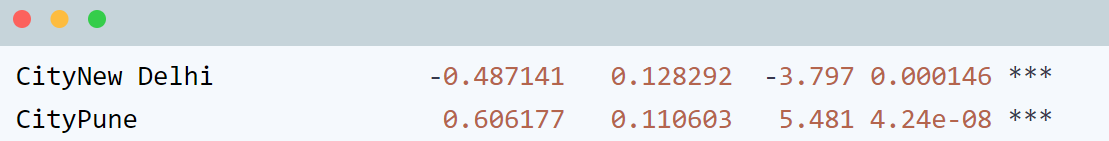 CityNew Delhi -0.487141 0.128292 -3.797 0.000146 ***
CityPune 0.606177 0.110603 5.481 4.24e-08 ***